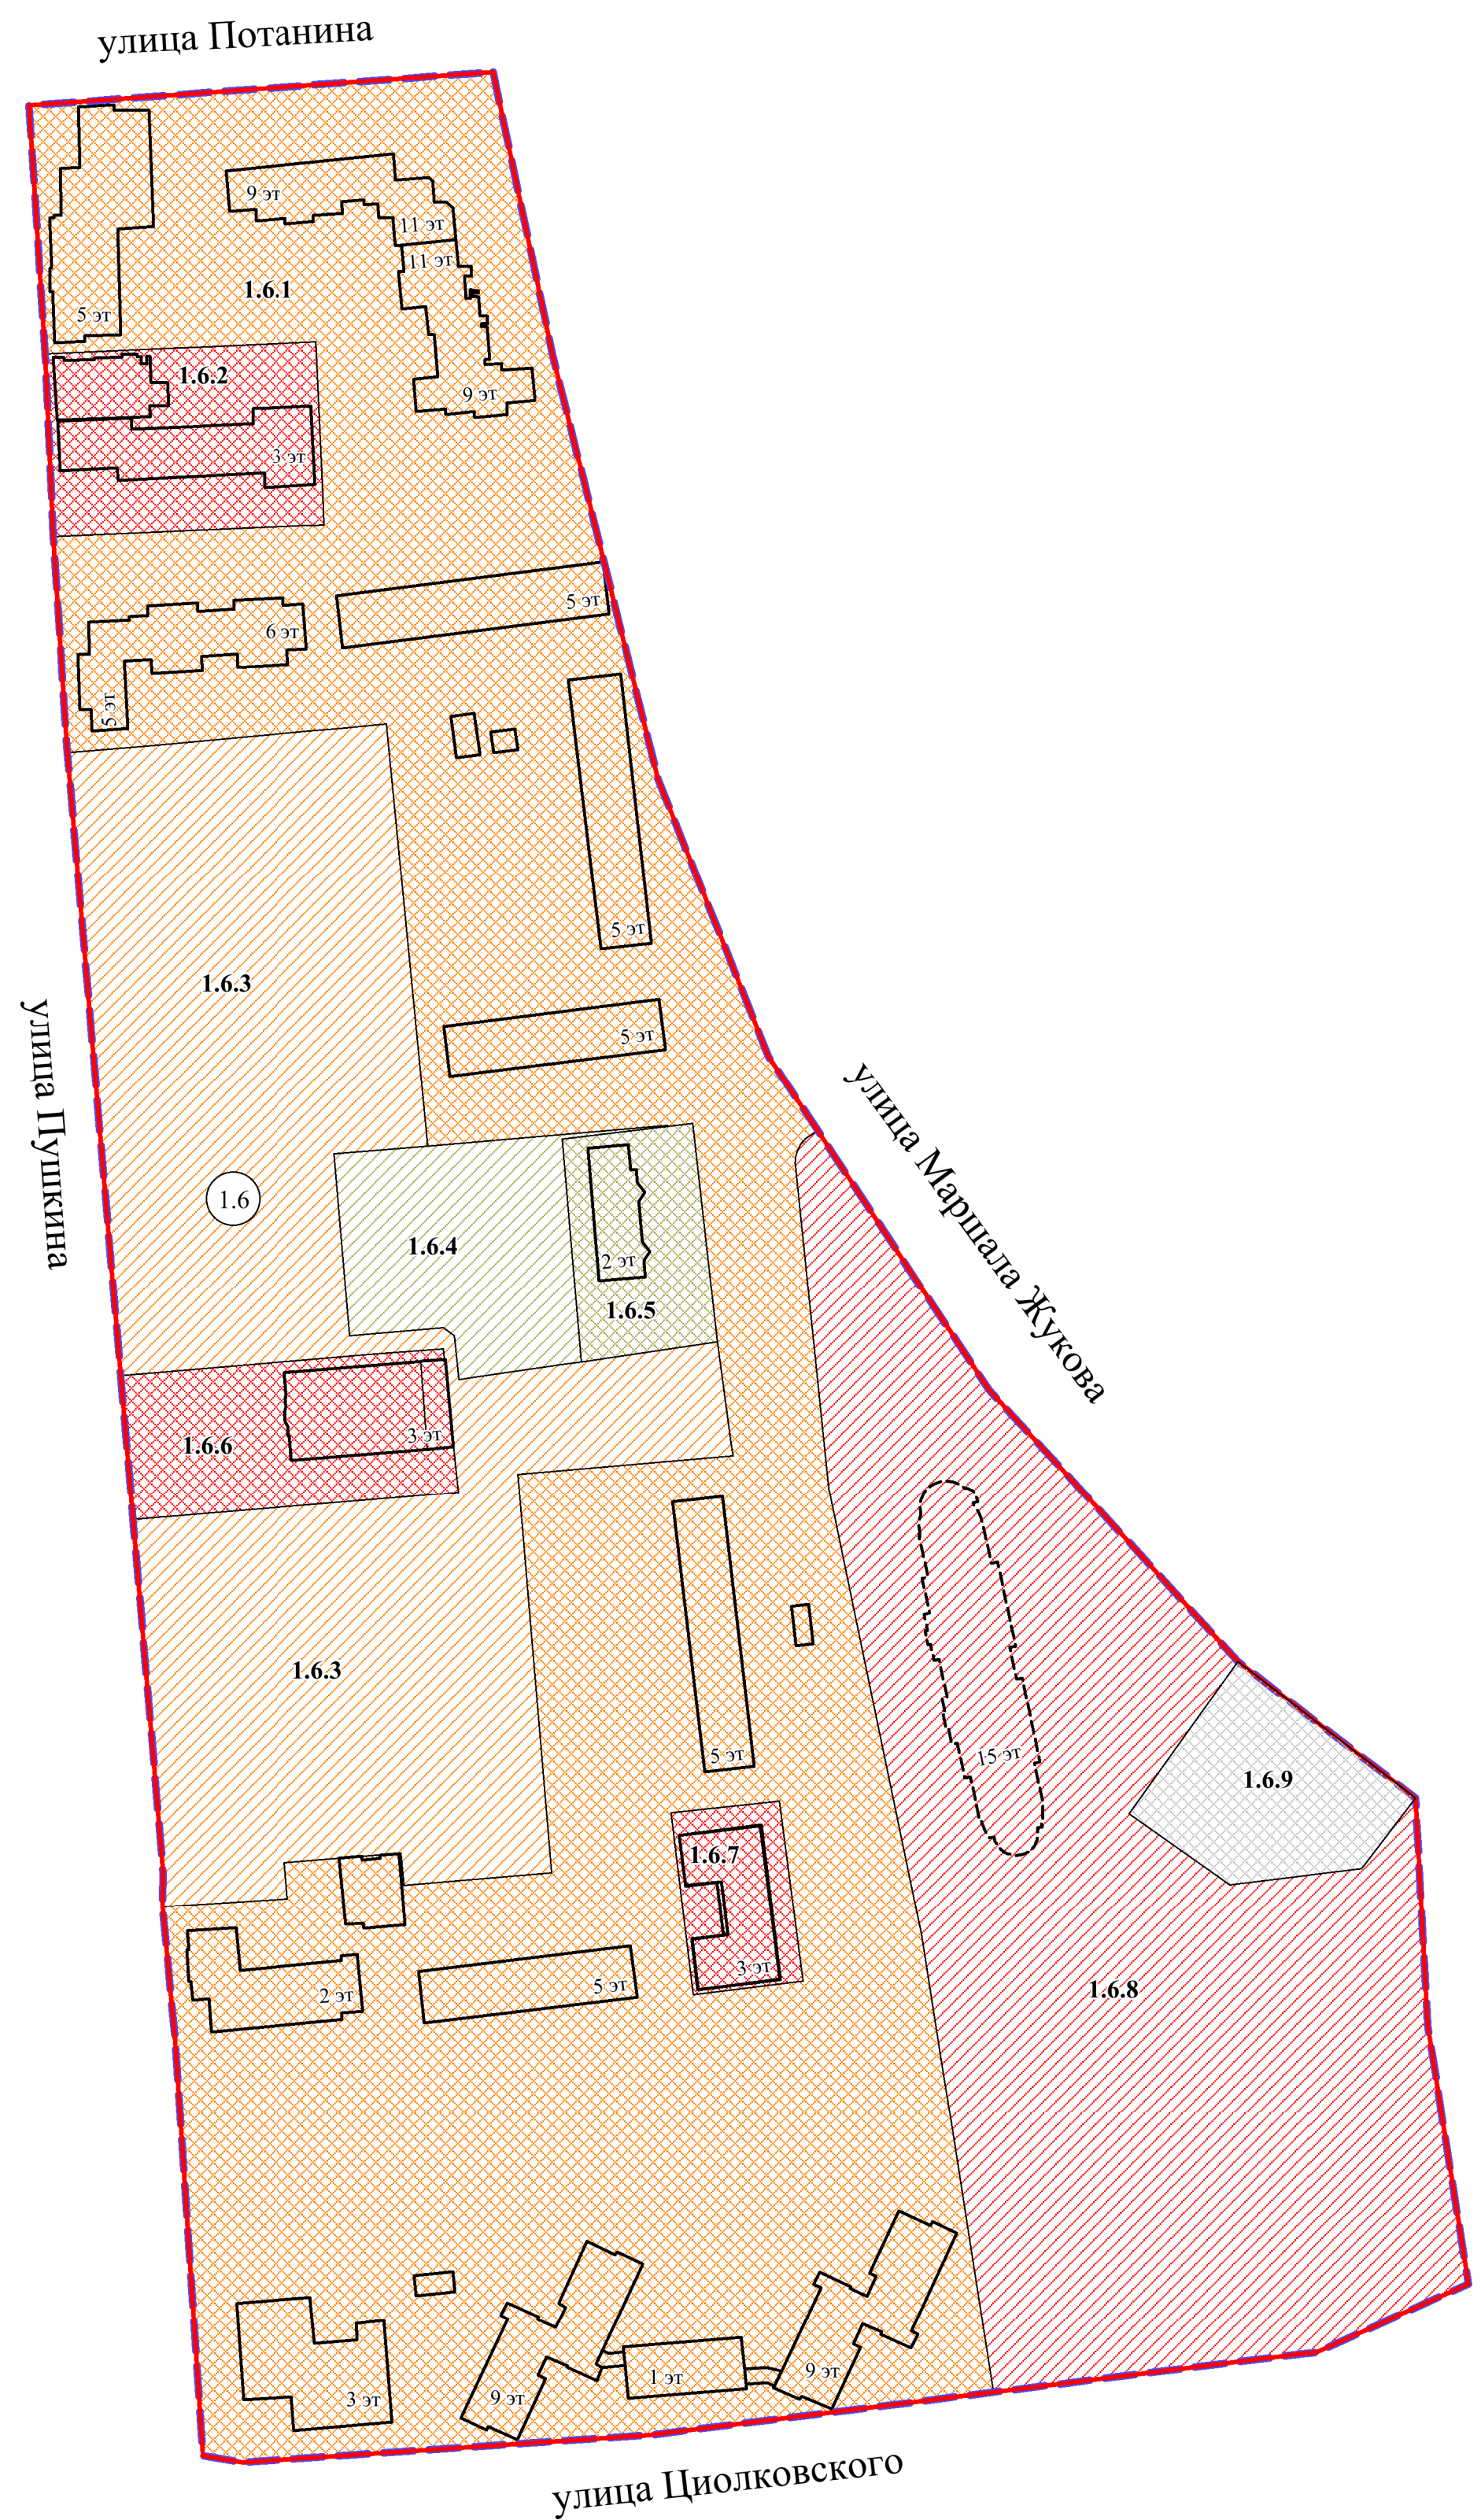 улица Потанина
9 эт
11 эт
11 эт
1.6.1
5 эт
1.6.2
9 эт
3 эт
5 эт
6 эт
5 эт
5 эт
1.6.3
улица Пушкина
5 эт
улица Маршала Жукова
1.6
1.6.4
2 эт
1.6.5
3 эт
1.6.6
1.6.3
5 эт
15 эт
1.6.9
1.6.7
3 эт
5 эт
2 эт
1.6.8
1 эт
9 эт
9 эт
3 эт
улица Циолковского